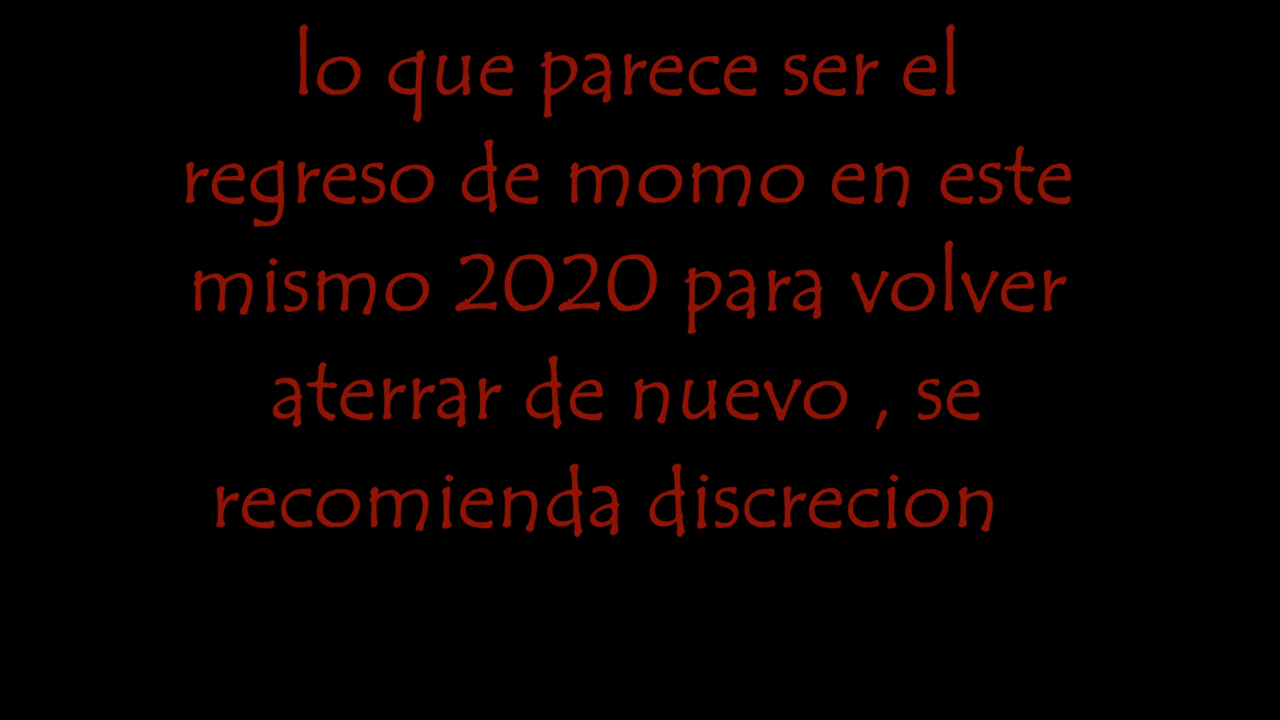 lo que parece ser el
regreso de momo en este
mismo 2020 para volver
aterrar de nuevo , se
recomienda discrecion